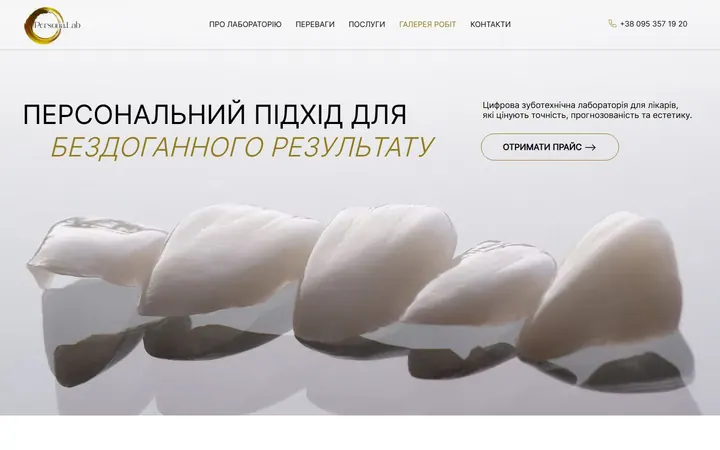 PersonaLab
ПРО ЛАБОРАТОРІЮ ПЕРЕВАГИ ПОСЛУГИ ГАЛЕРЕЯ РОБІТ КОНТАКТИ
+38 095 357 19 20
ПЕРСОНАЛЬНИЙ ПІДХІД ДЛЯ
БЕЗДОГАННОГО РЕЗУЛЬТАТУ
Цифрова зуботехнічна лабораторія для лікарів,
які цінують точність, прогнозованість та естетику.
ОТРИМАТИ ПРАЙС